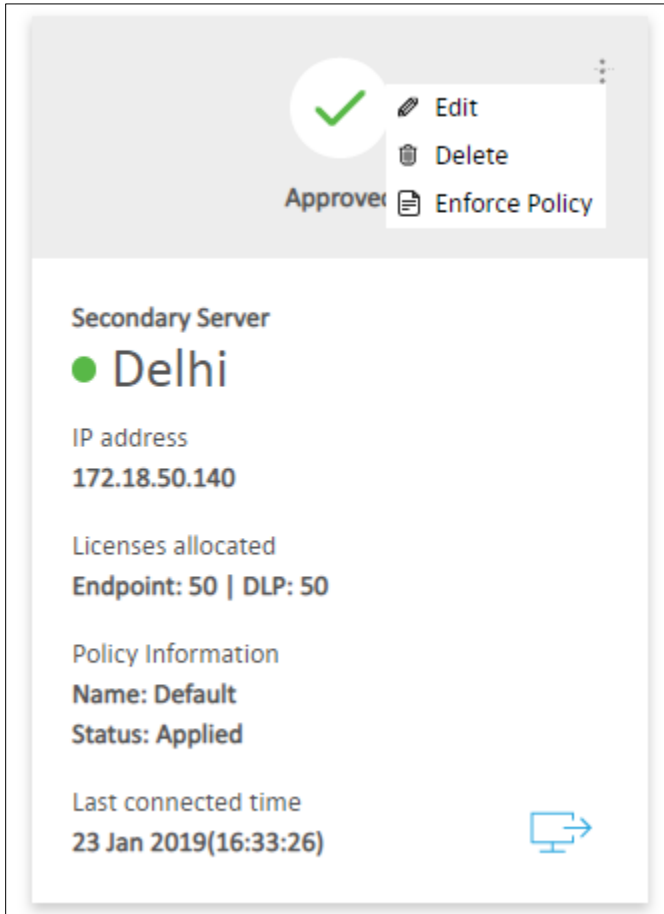 Edit
Delete
Approved
Enforce Policy
Secondary Server
Delhi
IP address
172.18.50.140
Licenses allocated
Endpoint: 50 | DLP: 50
Policy Information
Name: Default
Status: Applied
Last connected time
23 Jan 2019(16:33:26)